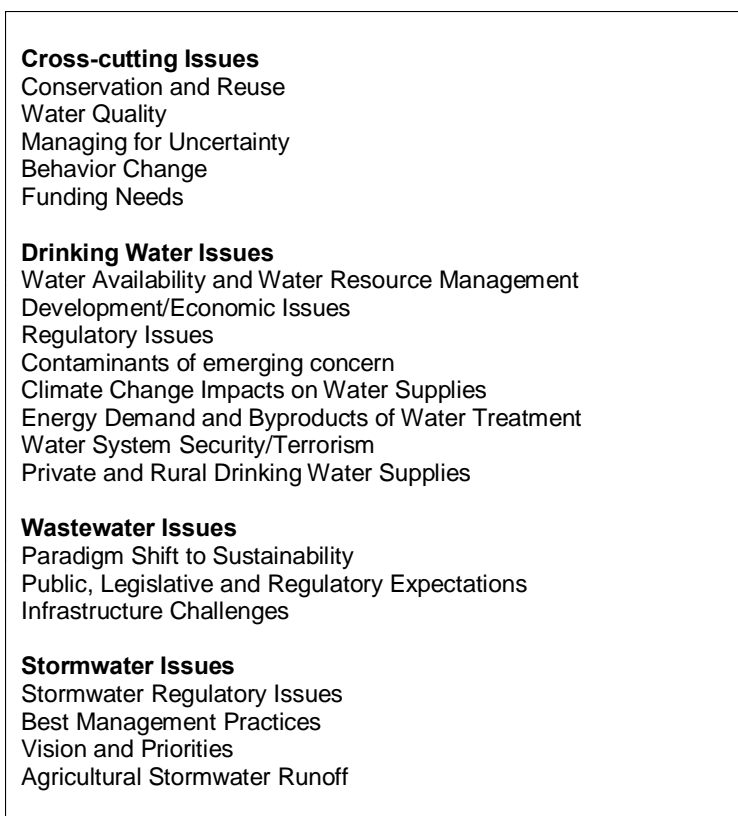 Cross-cutting Issues
Conservation and Reuse
Water Quality
Managing for Uncertainty
Behavior Change
Funding Needs
Drinking Water Issues
Water Availability and Water Resource Management
Development/Economic Issues
Regulatory Issues
Contaminants of emerging concern
Climate Change Impacts on Water Supplies
Energy Demand and Byproducts of Water Treatment
Water System Security/Terrorism
Private and Rural Drinking Water Supplies
Wastewater Issues
Paradigm Shift to Sustainability
Public, Legislative and Regulatory Expectations
Infrastructure Challenges
Stormwater Issues
Stormwater Regulatory Issues
Best Management Practices
Vision and Priorities
Agricultural Stormwater Runoff